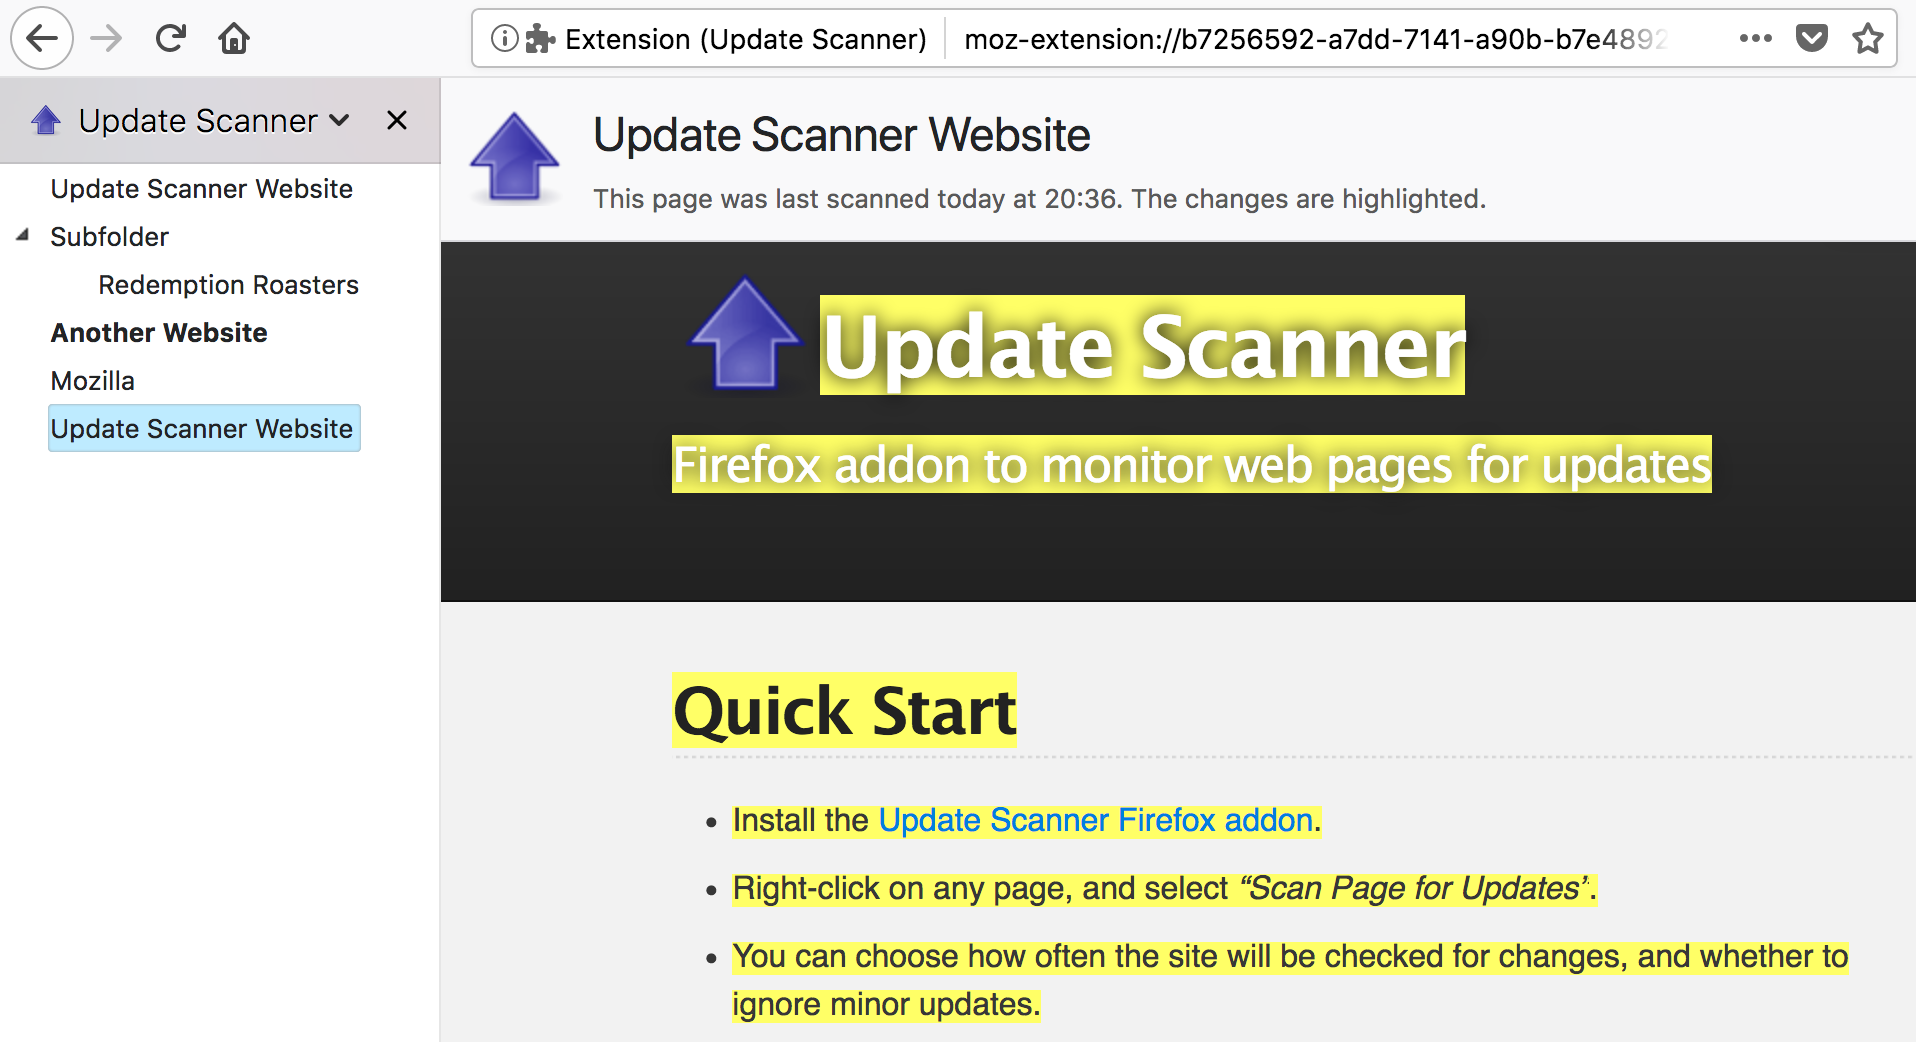 Extension (Update Scanner)
moz-extension://b7256592-a7dd-7141-a90b-b7e4892
Update Scanner
Update Scanner Website
Subfolder
Redemption Roasters
Another Website
Mozilla
Update Scanner Website
Update Scanner Website
This page was last scanned today at 20:36. The changes are highlighted.
Update Scanner
Firefox addon to monitor web pages for updates
Quick Start
• Install the Update Scanner Firefox addon.
• Right-click on any page, and select “Scan Page for Updates”.
• You can choose how often the site will be checked for changes, and whether to
ignore minor updates.